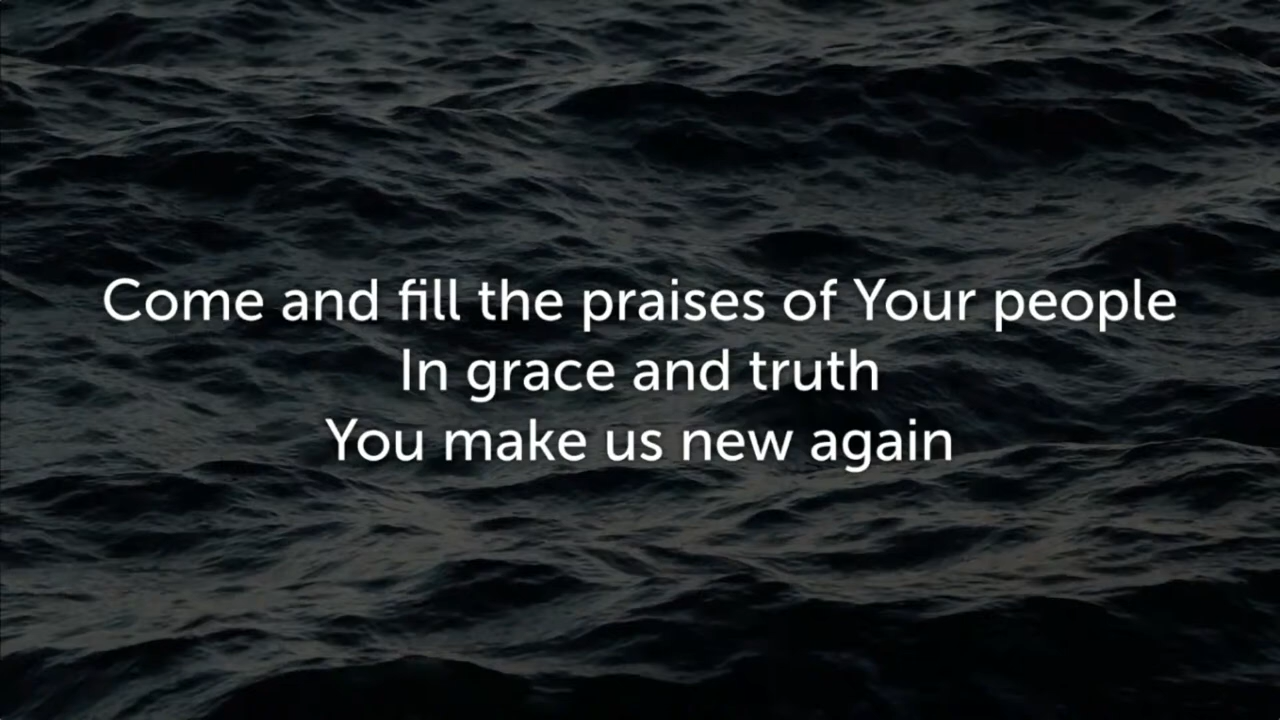 Come and fill the praises of Your people
In grace and truth
You make us new again